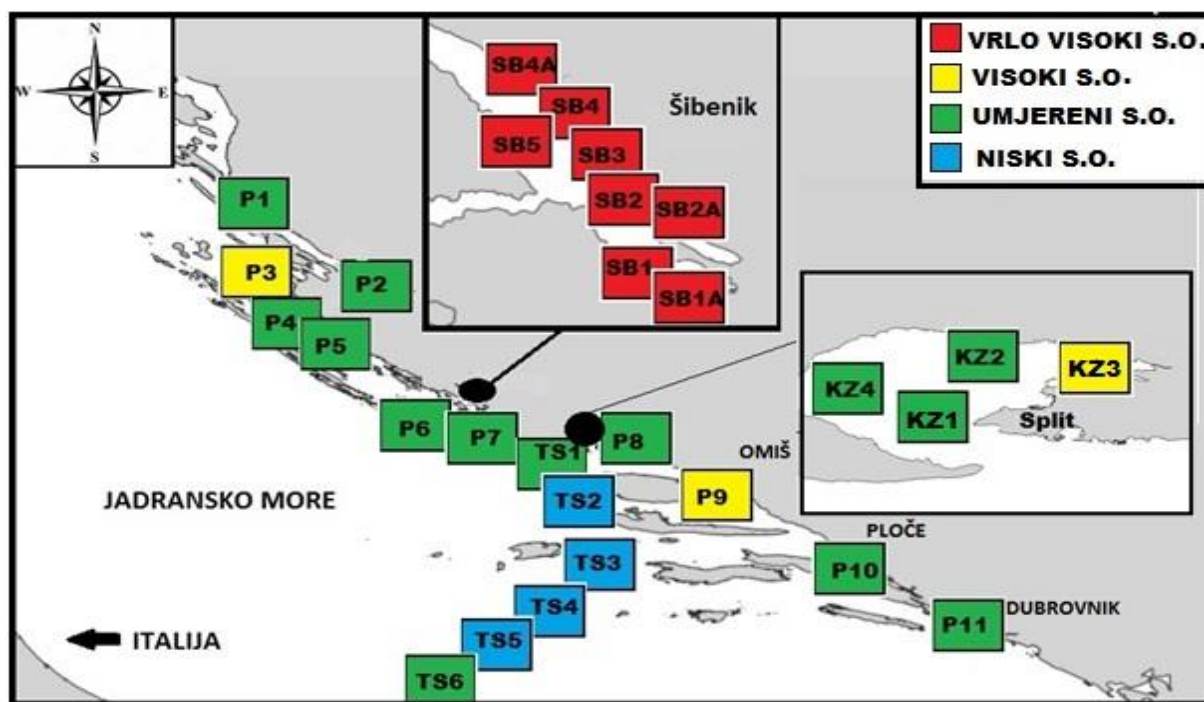 N
W
E
S
SB4A
SB4
SB5
SB3
SB2
SB2A
SB1
SB1A
Šibenik
VRLO VISOKI S.O.
VISOKI S.O.
UMJERENI S.O.
NISKI S.O.
P1
P3
P2
P4
P5
P6
P7
TS1
P8
OMIŠ
KZ2
KZ3
KZ4
KZ1
Split
JADRANSKO MORE
TS2
P9
PLOČE
TS3
P10
TS4
DUBROVNIK
P11
TS5
ITALIJA
TS6